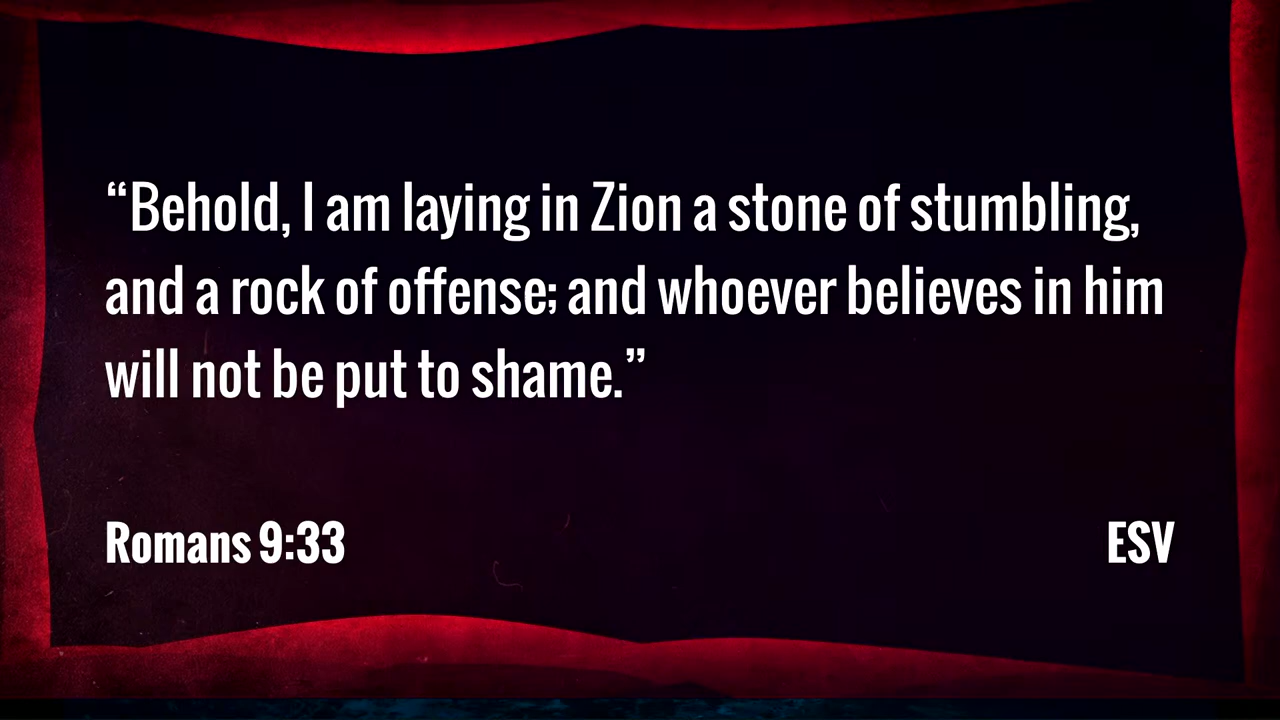 “Behold, I am laying in Zion a stone of stumbling,
and a rock of offense; and whoever believes in him
will not be put to shame.”
Romans 9:33
ESV